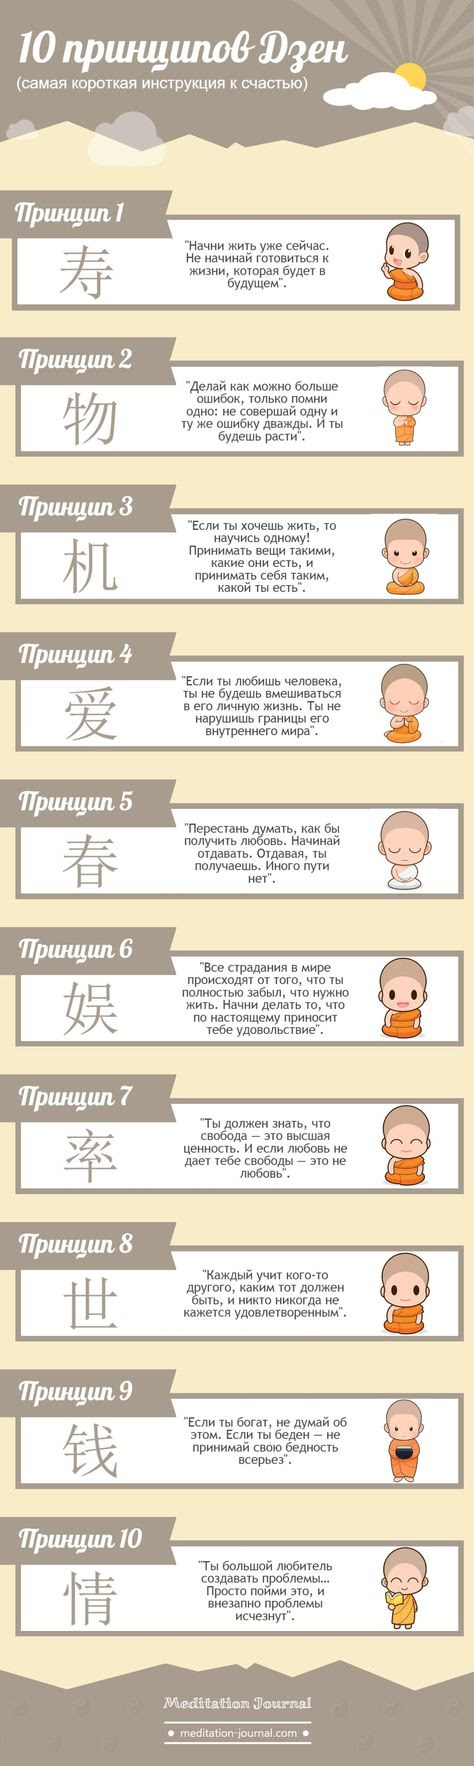 10 принципов Дзен
(самая короткая инструкция к счастью)
Принцип 1
寿
"Начни жить уже сейчас.
Не начинай готовиться к
жизни, которая будет в
будущем".
Принцип 2
物
"Делай как можно больше
ошибок, только помни
одно: не совершай одну и
ту же ошибку дважды. И ты
будешь расти".
Принцип 3
机
"Если ты хочешь жить, то
научись одному!
Принимать вещи такими,
какие они есть, и
принимать себя таким,
какой ты есть".
Принцип 4
爱
"Если ты любишь человека,
ты не будешь вмешиваться
в его личную жизнь. Ты не
нарушишь границы его
внутреннего мира".
Принцип 5
春
"Перестань думать, как бы
получить любовь. Начинай
отдавать. Отдавая, ты
получаешь. Иного пути
нет".
Принцип 6
娱
"Все страдания в мире
происходят от того, что ты
полностью забыл, что нужно
жить. Начни делать то, что
по настоящему приносит
тебе удовольствие".
Принцип 7
率
"Ты должен знать, что
свобода — это высшая
ценность. И если любовь не
дает тебе свободы — это не
любовь".
Принцип 8
世
"Каждый учит кого-то
другого, каким тот должен
быть, и никто никогда не
кажется удовлетворенным".
Принцип 9
钱
"Если ты богат, не думай об
этом. Если ты беден — не
принимай свою бедность
всерьез".
Принцип 10
情
"Ты большой любитель
создавать проблемы...
Просто пойми это, и
внезапно проблемы
исчезнут".
Meditation Journal
• meditation-journal.com •